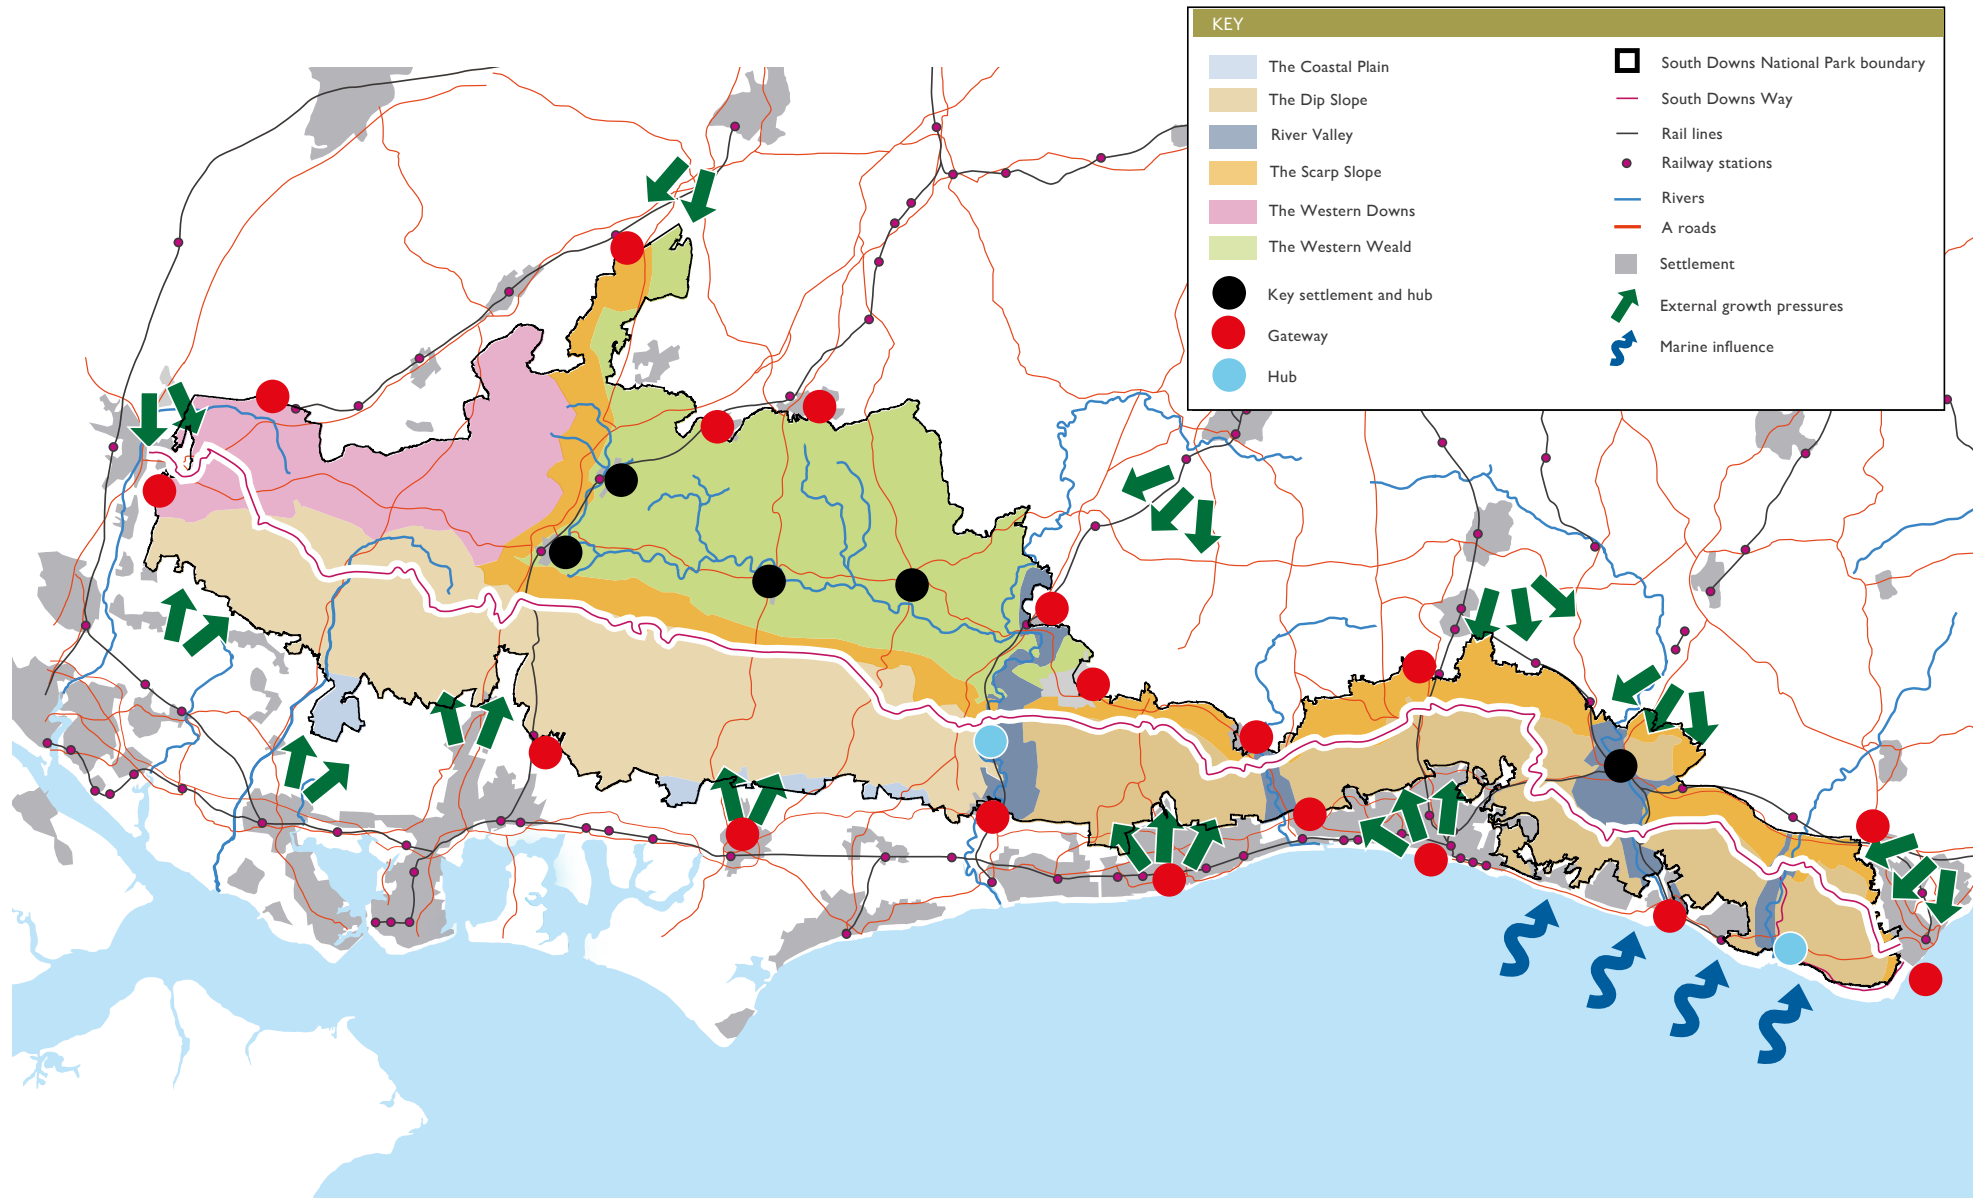 KEY
The Coastal Plain
The Dip Slope
River Valley
The Scarp Slope
The Western Downs
The Western Weald
Key settlement and hub
Gateway
Hub
South Downs National Park boundary
South Downs Way
Rail lines
Railway stations
Rivers
A roads
Settlement
External growth pressures
Marine influence